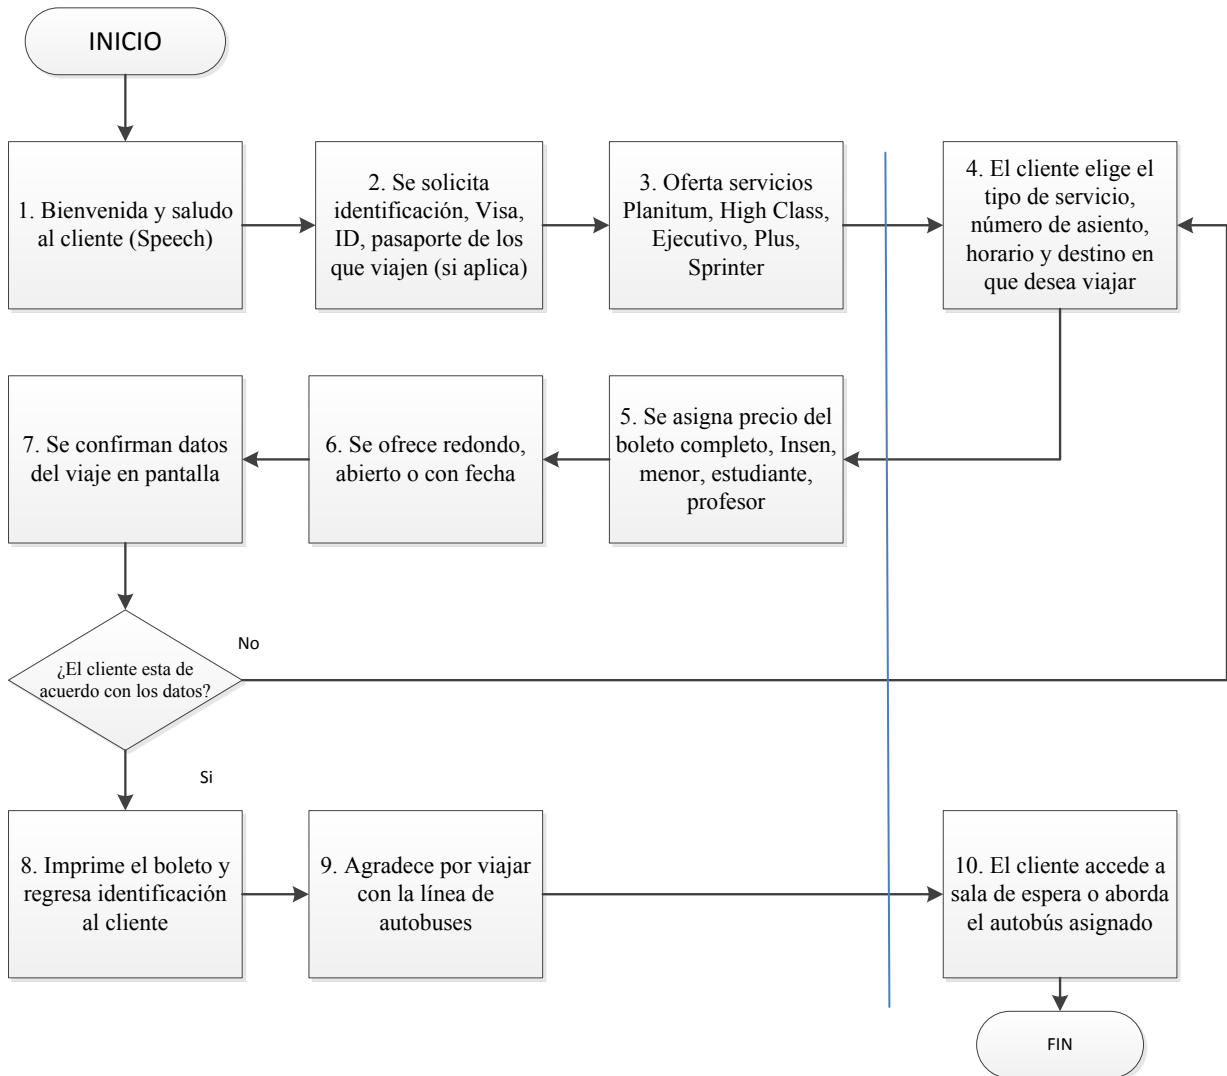 INICIO
1. Bienvenida y saludo
al cliente (Speech)
2. Se solicita
identificación, Visa,
ID, pasaporte de los
que viajen (si aplica)
3. Oferta servicios
Planitum, High Class,
Ejecutivo, Plus,
Sprinter
4. El cliente elige el
tipo de servicio,
número de asiento,
horario y destino en
que desea viajar
5. Se asigna precio del
boleto completo, Insen,
menor, estudiante,
profesor
6. Se ofrece redondo,
abierto o con fecha
7. Se confirman datos
del viaje en pantalla
¿El cliente esta de
acuerdo con los datos?
No
Si
8. Imprime el boleto y
regresa identificación
al cliente
9. Agradece por viajar
con la línea de
autobuses
10. El cliente accede a
sala de espera o aborda
el autobús asignado
FIN